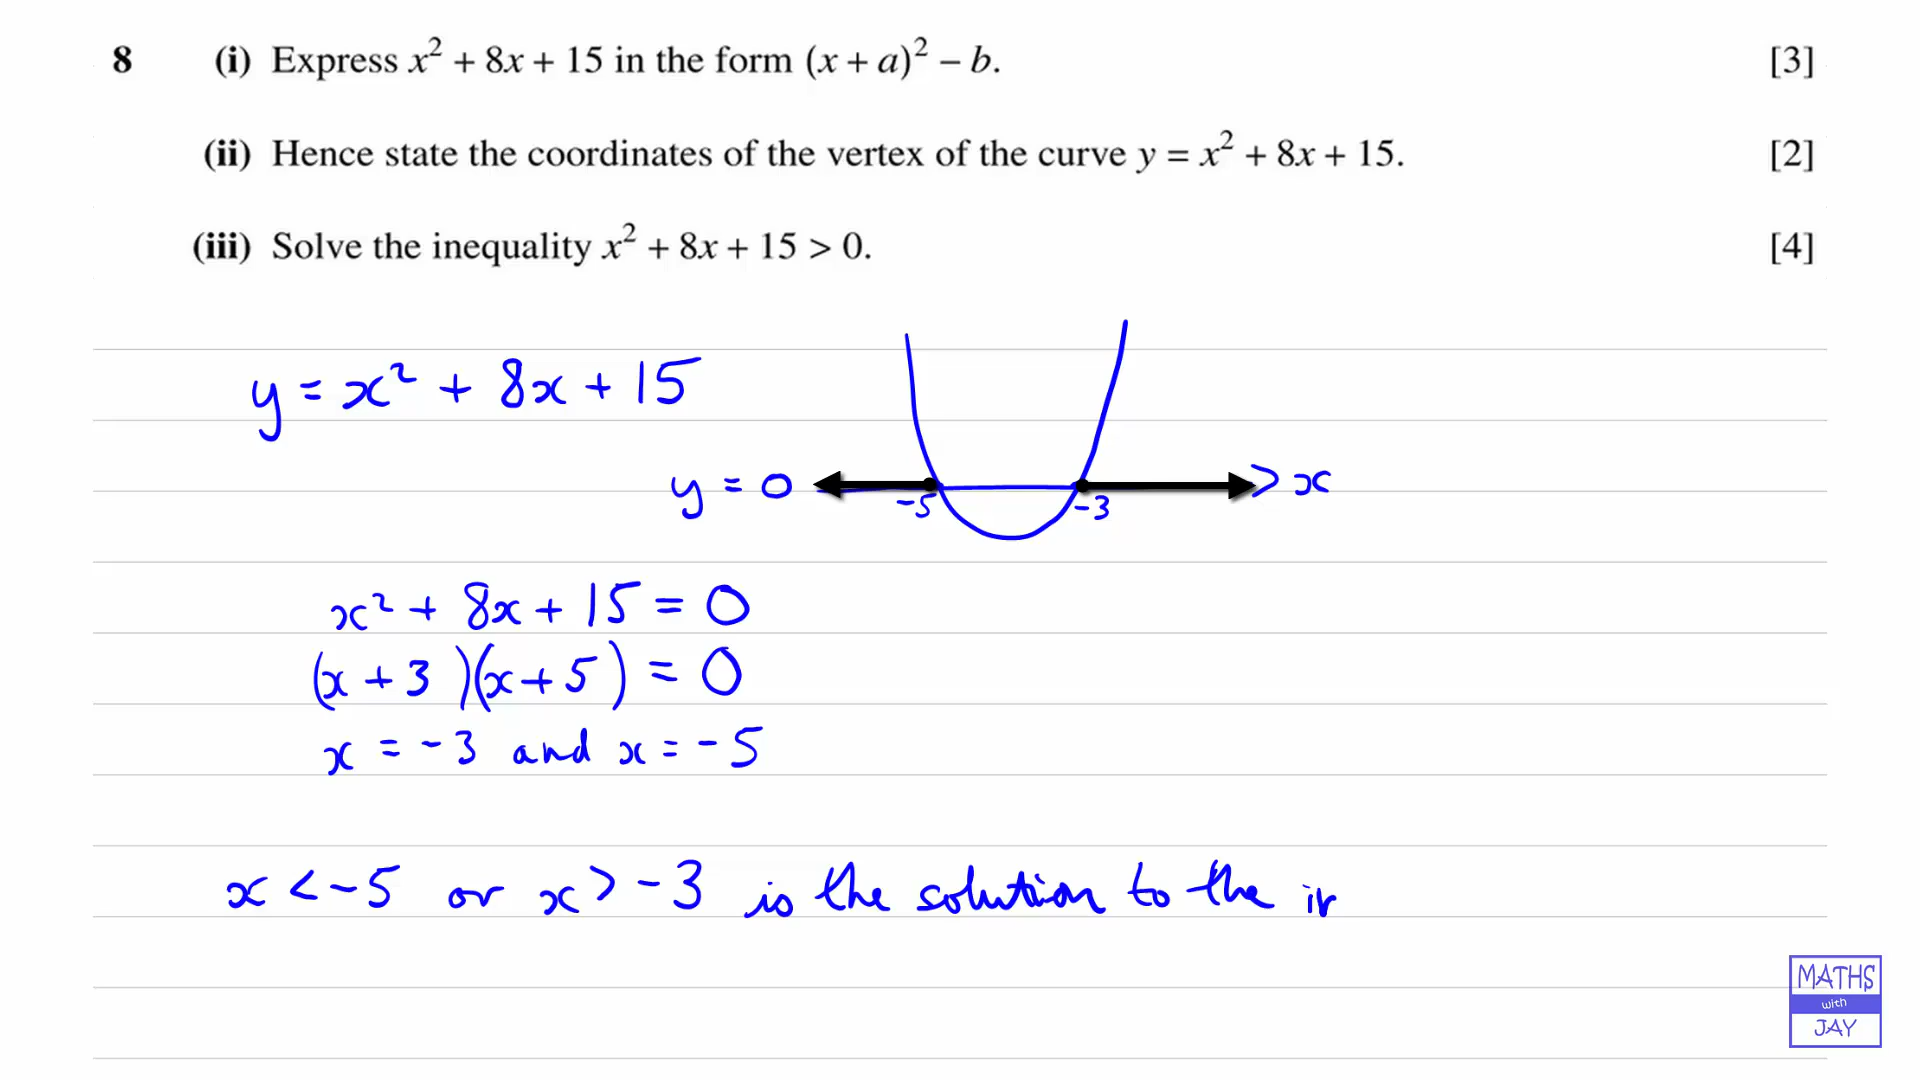 8 (i) Express x² + 8x + 15 in the form (x + a)² – b. [3]
(ii) Hence state the coordinates of the vertex of the curve y = x² + 8x + 15. [2]
(iii) Solve the inequality x² + 8x + 15 > 0. [4]
y = x² + 8x + 15
y = 0 -5 -3 x
x² + 8x + 15 = 0
(x + 3)(x + 5) = 0
x = -3 and x = -5
x < -5 or x > -3 is the solution to the in
MATHS
with
JAY